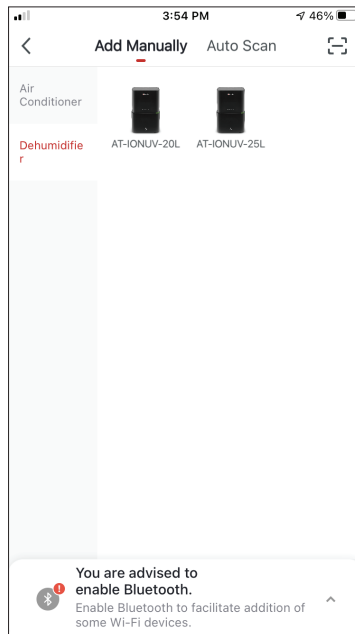 3:54 PM
46%
Add Manually Auto Scan
Air
Conditioner
Dehumidifie
r
AT-IONUV-20L AT-IONUV-25L
You are advised to
enable Bluetooth.
Enable Bluetooth to facilitate addition of
some Wi-Fi devices.